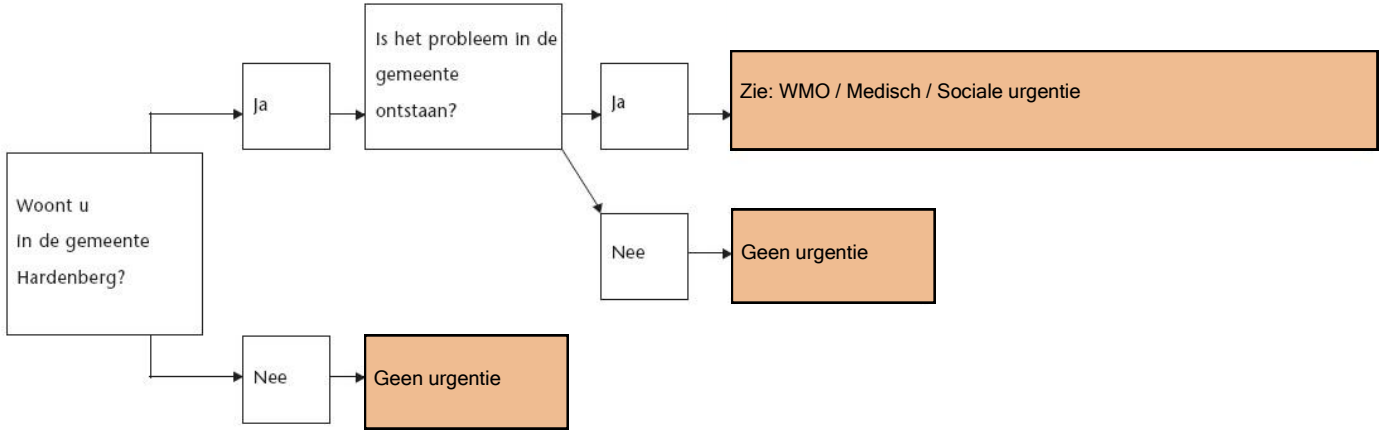 Woont u
in de gemeente
Hardenberg?
Ja
Is het probleem in de
gemeente
ontstaan?
Ja
Zie: WMO / Medisch / Sociale urgentie
Nee
Geen urgentie
Nee
Geen urgentie